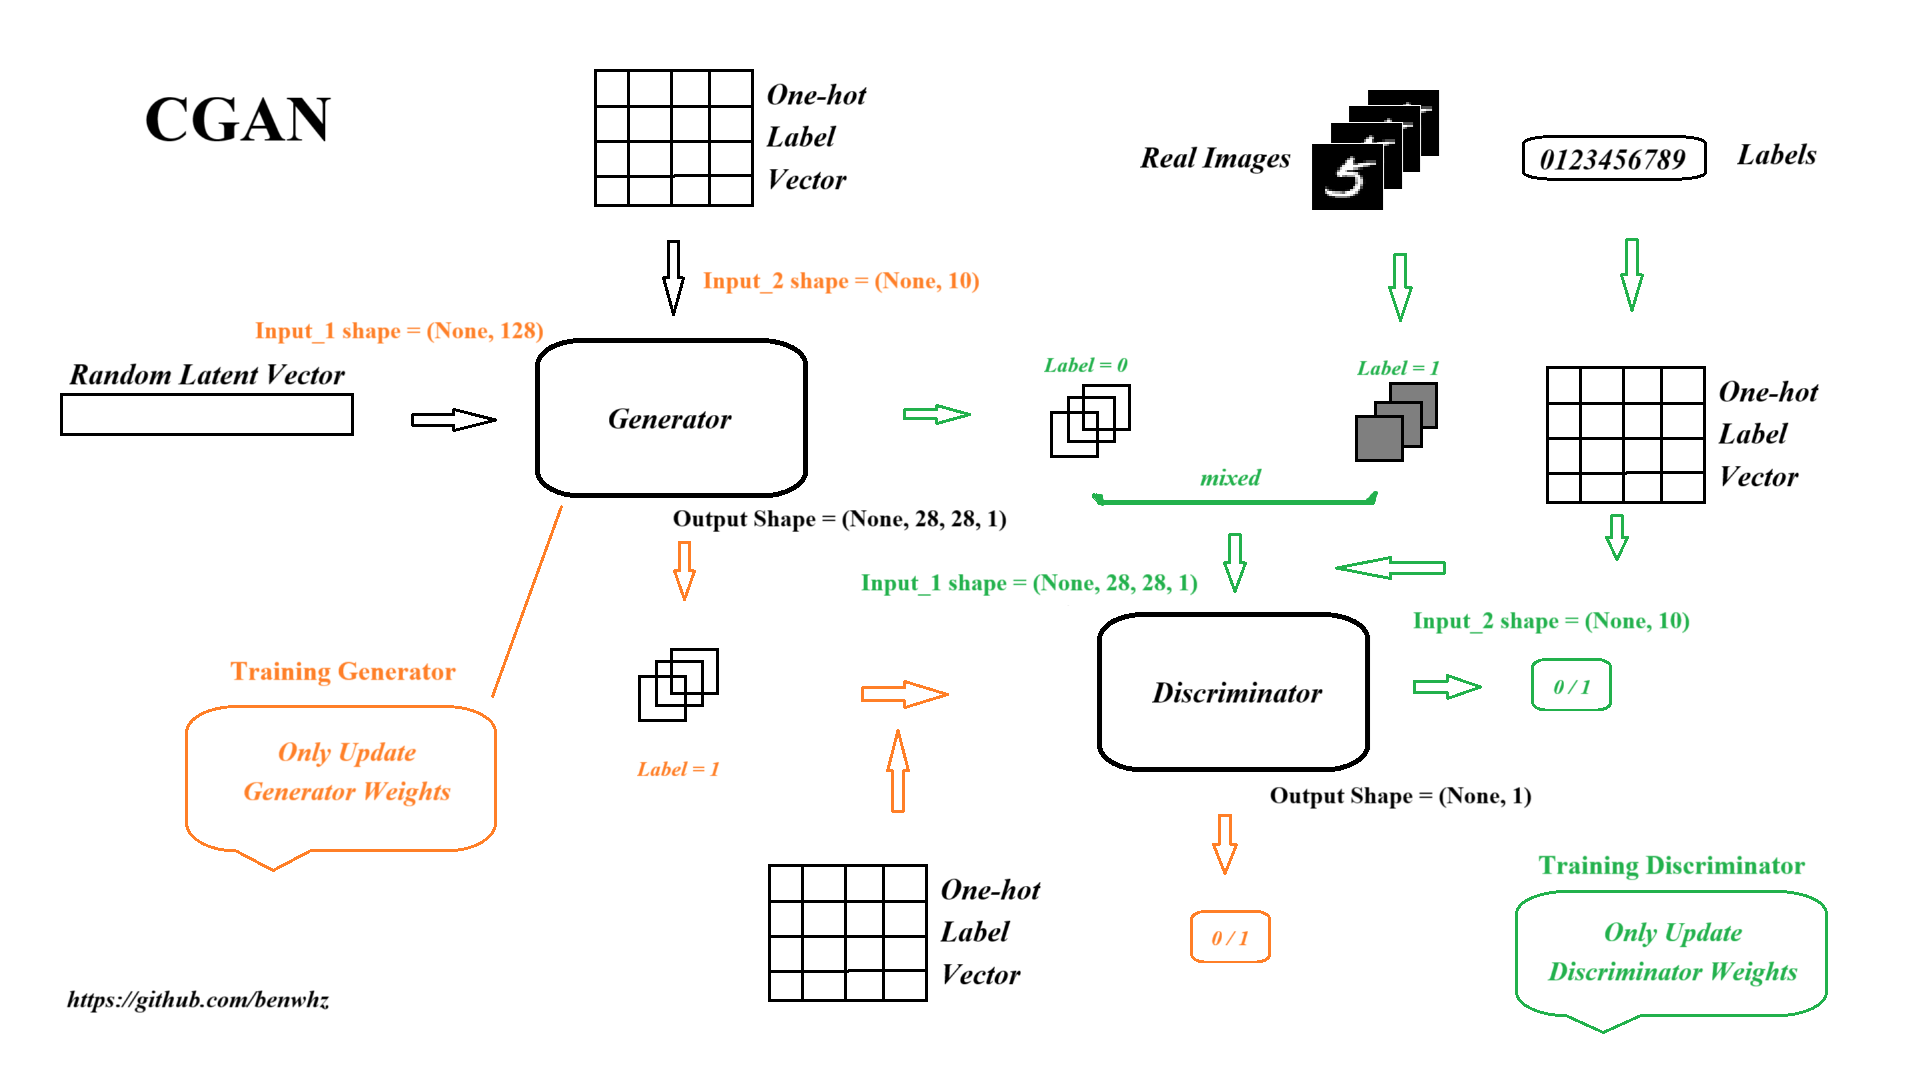 CGAN
One-hot
Label
Vector
Real Images
5
0123456789
Labels
Input_2 shape = (None, 10)
Input_1 shape = (None, 128)
Random Latent Vector
Generator
Label = 0
Label = 1
One-hot
Label
Vector
mixed
Output Shape = (None, 28, 28, 1)
Input_1 shape = (None, 28, 28, 1)
Input_2 shape = (None, 10)
Training Generator
Only Update
Generator Weights
Label = 1
Discriminator
0 / 1
Output Shape = (None, 1)
One-hot
Label
Vector
0 / 1
Training Discriminator
Only Update
Discriminator Weights
https://github.com/benwhz